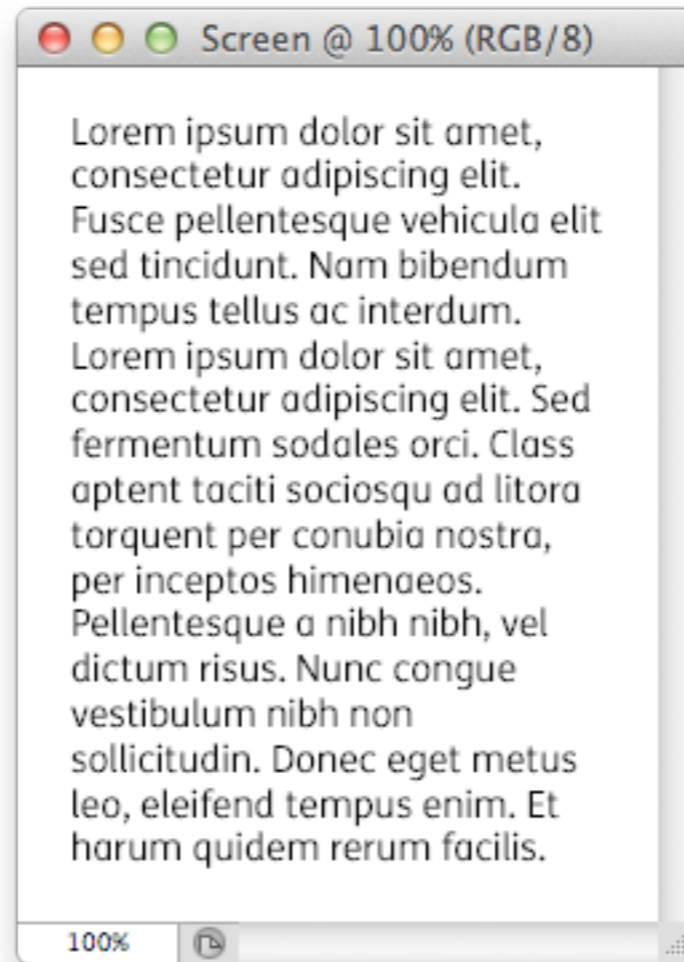 Screen @ 100% (RGB/8)
Lorem ipsum dolor sit amet,
consectetur adipiscing elit.
Fusce pellentesque vehicula elit
sed tincidunt. Nam bibendum
tempus tellus ac interdum.
Lorem ipsum dolor sit amet,
consectetur adipiscing elit. Sed
fermentum sodales orci. Class
aptent taciti sociosqu ad litora
torquent per conubia nostra,
per inceptos himenaeos.
Pellentesque a nibh nibh, vel
dictum risus. Nunc congue
vestibulum nibh non
sollicitudin. Donec eget metus
leo, eleifend tempus enim. Et
harum quidem rerum facilis.
100%